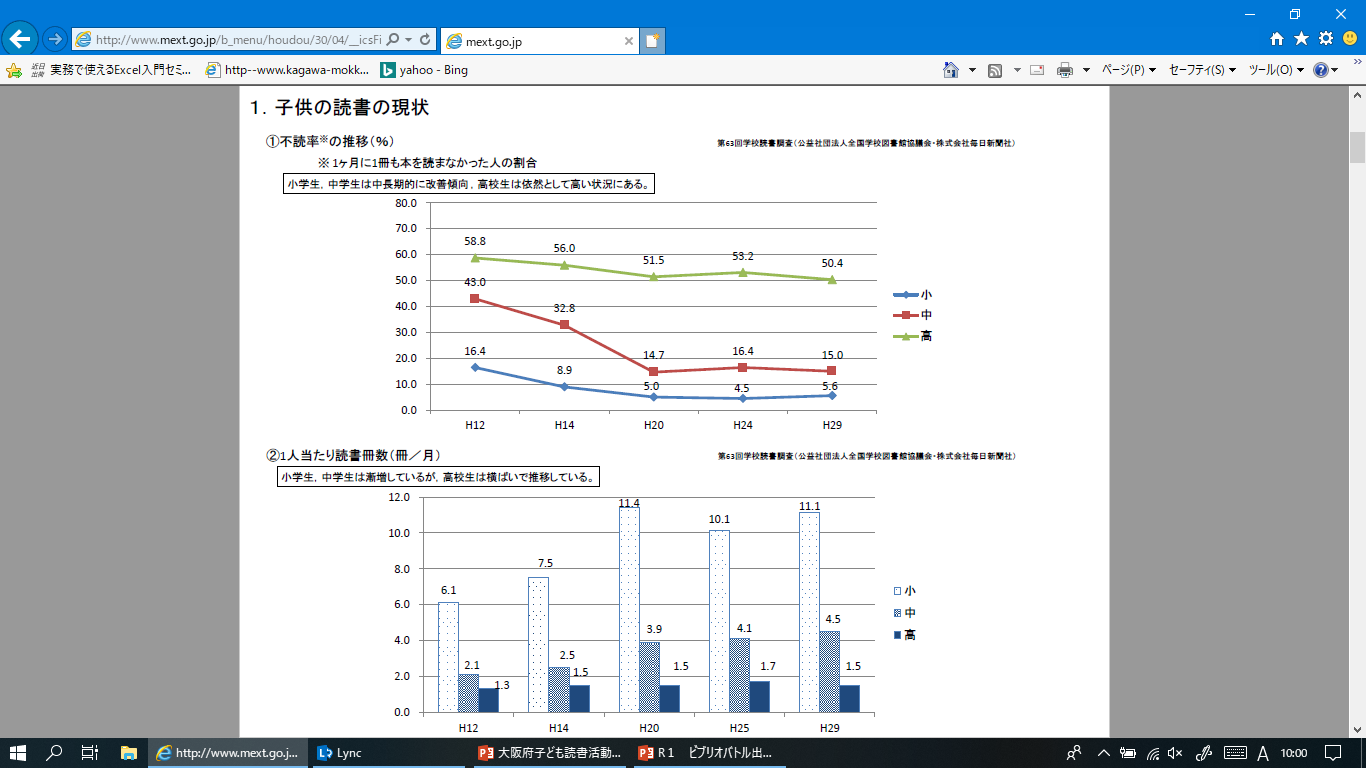 http://www.mext.go.jp/b_menu/houdou/30/04/__icsFi
mext.go.jp
近日出荷 実務で使えるExcel入門セミ... http--www.kagawa-mokk... yahoo - Bing
ページ(P) セーフティ(S) ツール(O)
1．子供の読書の現状
①不読率※の推移(%)
第63回学校読書調査（公益社団法人全国学校図書館協議会・株式会社毎日新聞社）
※ 1ヶ月に1冊も本を読まなかった人の割合
小学生，中学生は中長期的に改善傾向，高校生は依然として高い状況にある。
80.0
70.0
60.0
50.0
40.0
30.0
20.0
10.0
0.0
58.8 56.0 51.5 53.2 50.4
43.0 32.8 14.7 16.4 15.0
16.4 8.9 5.0 4.5 5.6
H12 H14 H20 H24 H29
小
中
高
②1人当たり読書冊数(冊／月)
第63回学校読書調査（公益社団法人全国学校図書館協議会・株式会社毎日新聞社）
小学生，中学生は漸増しているが，高校生は横ばいで推移している。
12.0
10.0
8.0
6.0
4.0
2.0
0.0
6.1 7.5 11.4 10.1 11.1
2.1 2.5 3.9 4.1 4.5
1.3 1.5 1.5 1.7 1.5
H12 H14 H20 H25 H29
小
中
高
http://www.mext.go.j... Lync 大阪府子ども読書活動... R１ ビブリオバトル出... A 10:00